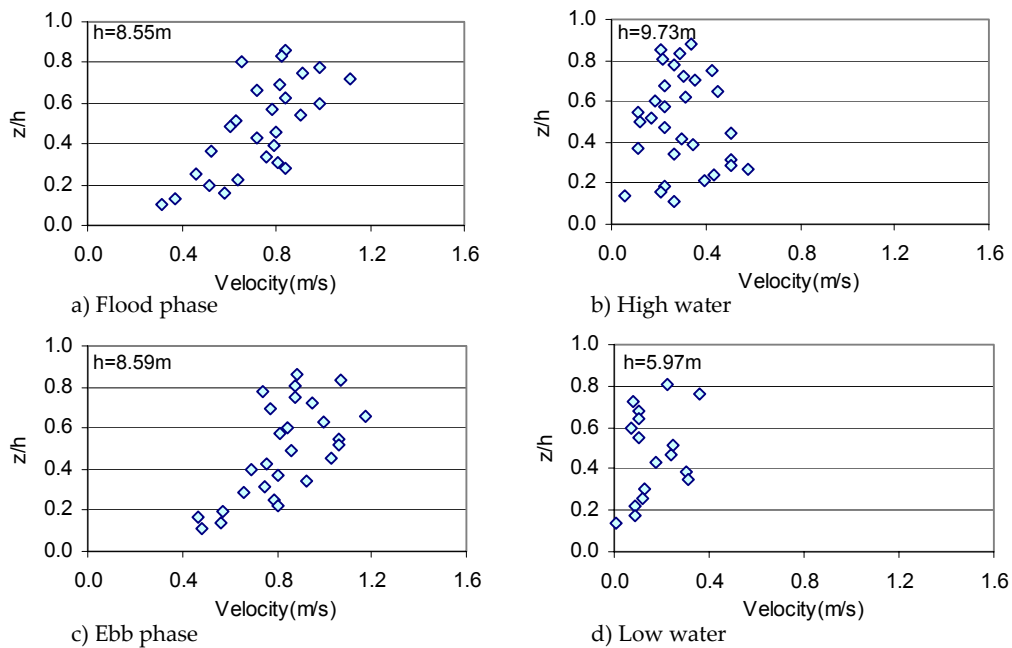 h=8.55m
1.0
0.8
0.6
0.4
0.2
0.0
z/h
0.0 0.4 0.8 1.2 1.6
Velocity(m/s)
a) Flood phase
h=9.73m
1.0
0.8
0.6
0.4
0.2
0.0
z/h
0.0 0.4 0.8 1.2 1.6
Velocity(m/s)
b) High water
h=8.59m
1.0
0.8
0.6
0.4
0.2
0.0
z/h
0.0 0.4 0.8 1.2 1.6
Velocity(m/s)
c) Ebb phase
h=5.97m
1.0
0.8
0.6
0.4
0.2
0.0
z/h
0.0 0.4 0.8 1.2 1.6
Velocity(m/s)
d) Low water